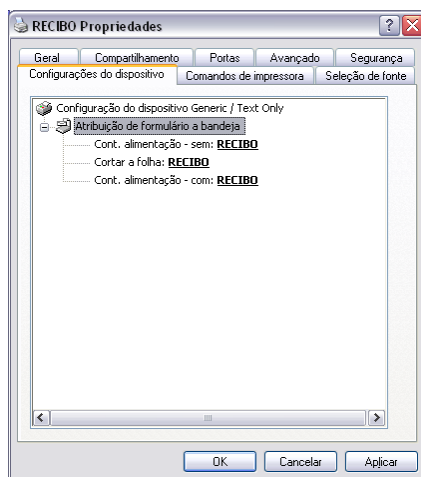 RECIBO Propriedades
Geral Compartilhamento Portas Avançado Segurança
Configurações do dispositivo Comandos de impressora Seleção de fonte
Configuração do dispositivo Generic / Text Only
Atribuição de formulário a bandeja
Cont. alimentação - sem: RECIBO
Cortar a folha: RECIBO
Cont. alimentação - com: RECIBO
OK Cancelar Aplicar